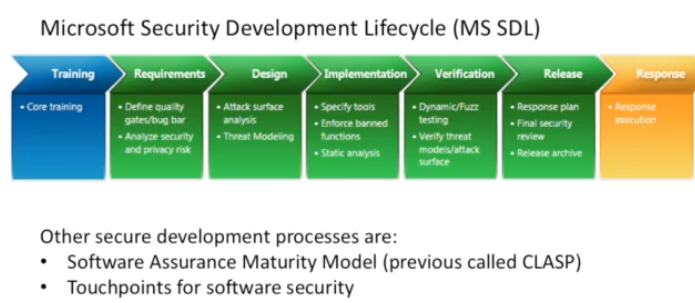 Microsoft Security Development Lifecycle (MS SDL)
Training
• Core training
Requirements
• Define quality
gates/bug bar
• Analyze security
and privacy risk
Design
• Attack surface
analysis
• Threat Modeling
Implementation
• Specify tools
• Enforce banned
functions
• Static analysis
Verification
• Dynamic/Fuzz
testing
• Verify threat
models/attack
surface
Release
• Response plan
• Final security
review
• Release archive
Response
• Response
execution
Other secure development processes are:
• Software Assurance Maturity Model (previous called CLASP)
• Touchpoints for software security